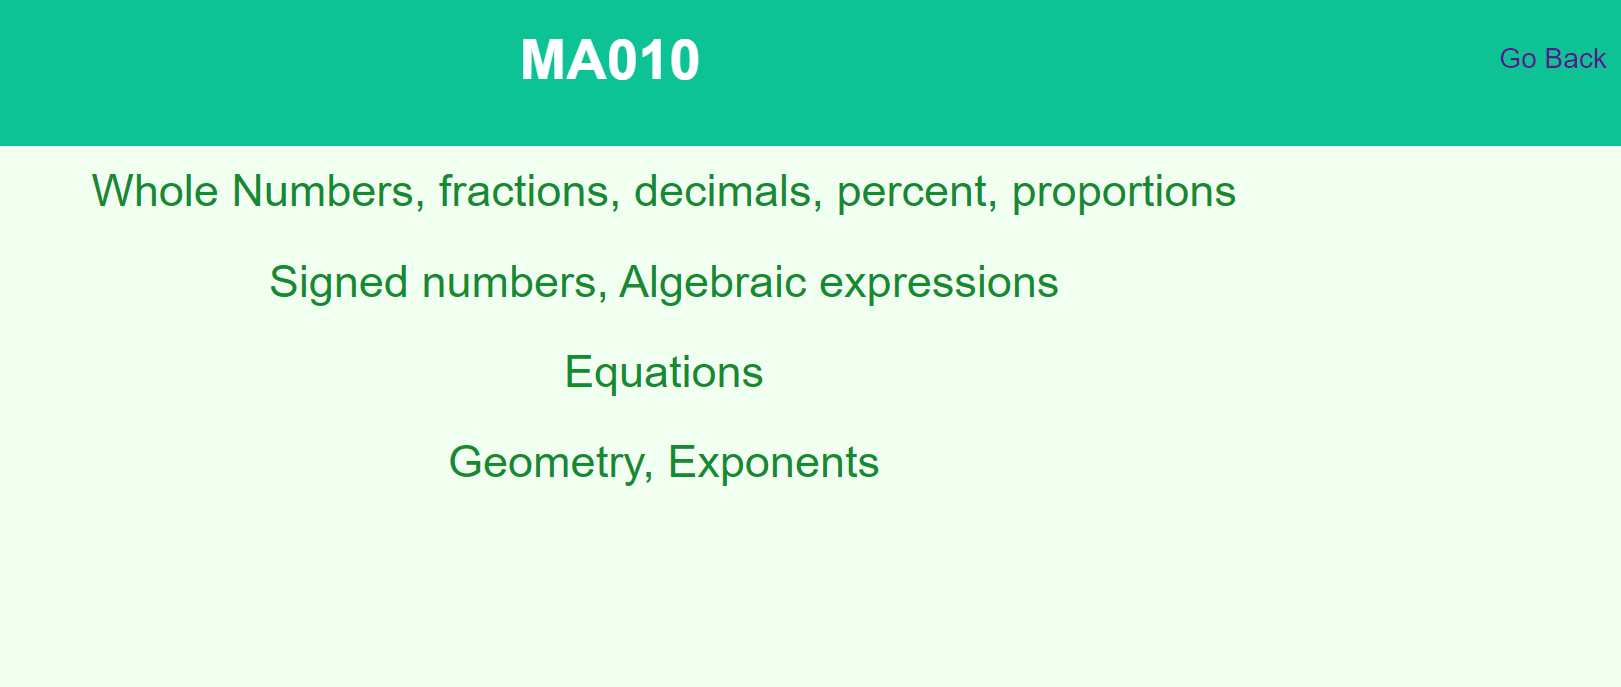 MA010
Go Back
Whole Numbers, fractions, decimals, percent, proportions
Signed numbers, Algebraic expressions
Equations
Geometry, Exponents